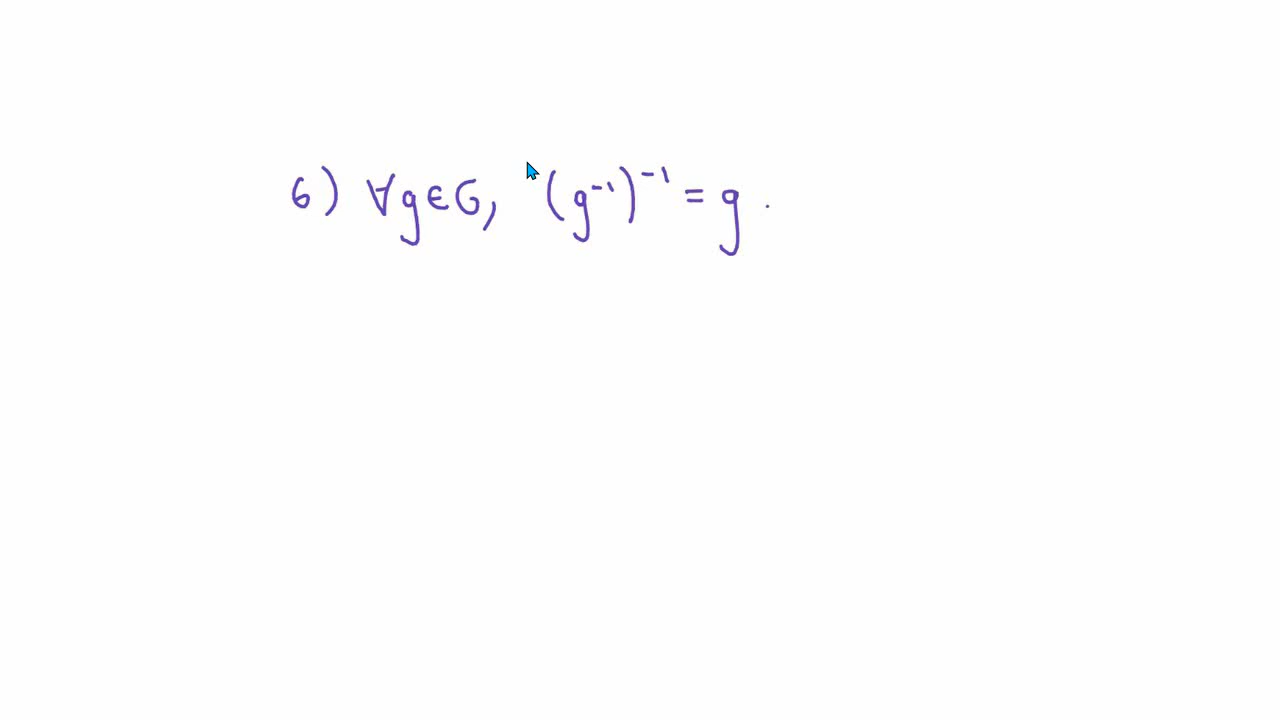 6) ∀g∈G, (g⁻¹)⁻¹ = g .